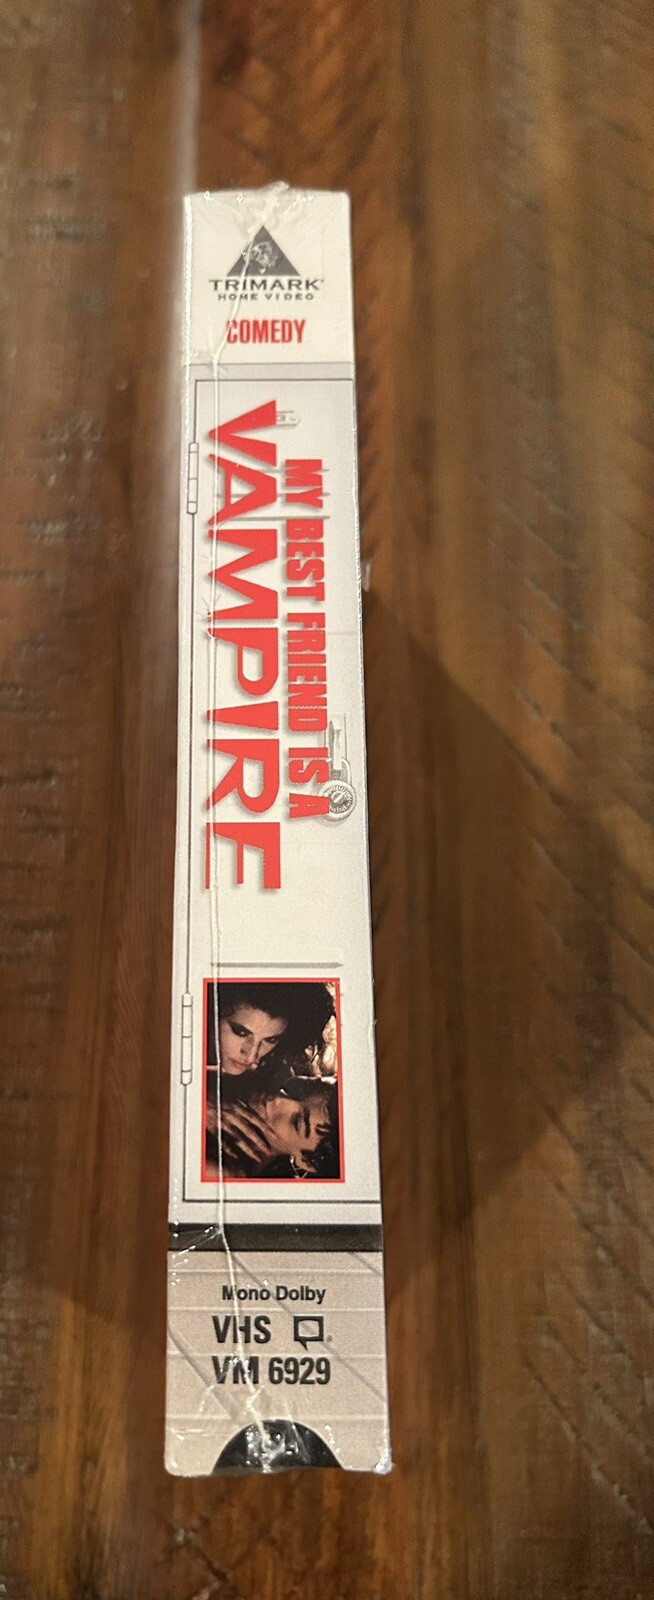 TRIMARK
HOME VIDEO
COMEDY
MY BEST FRIEND IS A
VAMPIRE
Mono Dolby
VHS
VM 6929